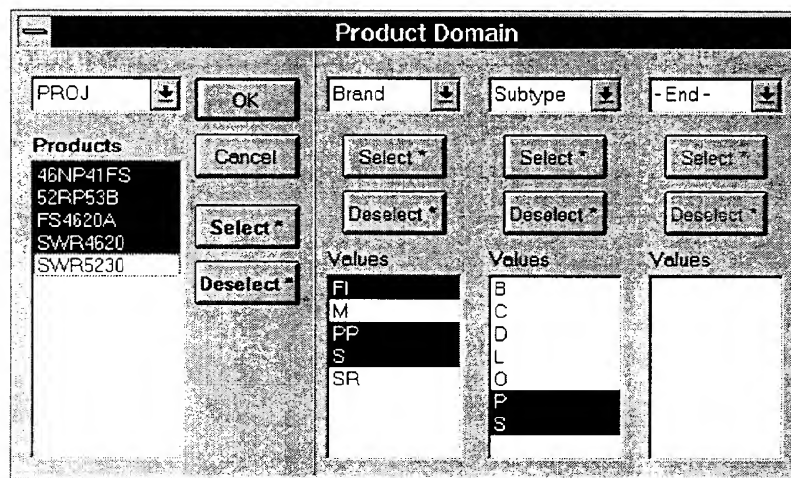 Product Domain
PROJ
OK
Cancel
Select *
Deselect *
Products
46NP41FS
52RP53B
FS4620A
SWR4620
SWR5230
Brand
Select *
Deselect *
Values
FI
M
PP
S
SR
Subtype
Select *
Deselect *
Values
B
C
D
L
O
P
S
- End -
Select *
Deselect *
Values